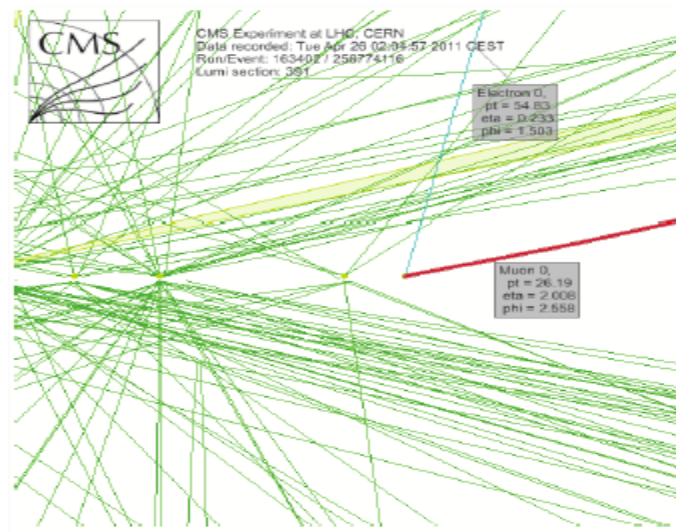 CMS
CMS Experiment at LHC, CERN
Data recorded: Tue Apr 26 02:04:57 2011 CEST
Run/Event: 163402 / 258774116
Lumi section: 391
Electron 0,
pt = 54.83
eta = 0.233
phi = 1.503
Muon 0,
pt = 26.19
eta = 2.008
phi = 2.558